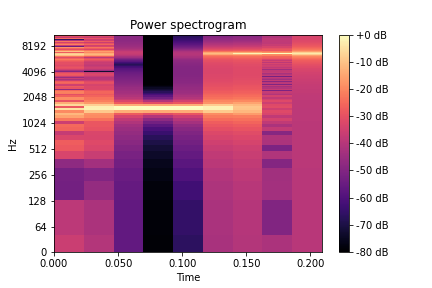 Power spectrogram
8192
4096
2048
1024
512
256
128
64
0
Hz
0.000
0.050
0.100
0.150
0.200
Time
+0 dB
-10 dB
-20 dB
-30 dB
-40 dB
-50 dB
-60 dB
-70 dB
-80 dB